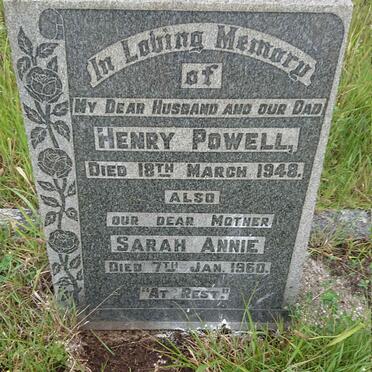 In Loving Memory
of
My Dear Husband and our Dad
Henry Powell,
Died 18th March 1948.
Also
our dear Mother
Sarah Annie
Died 7th Jan. 1960.
"At Rest."